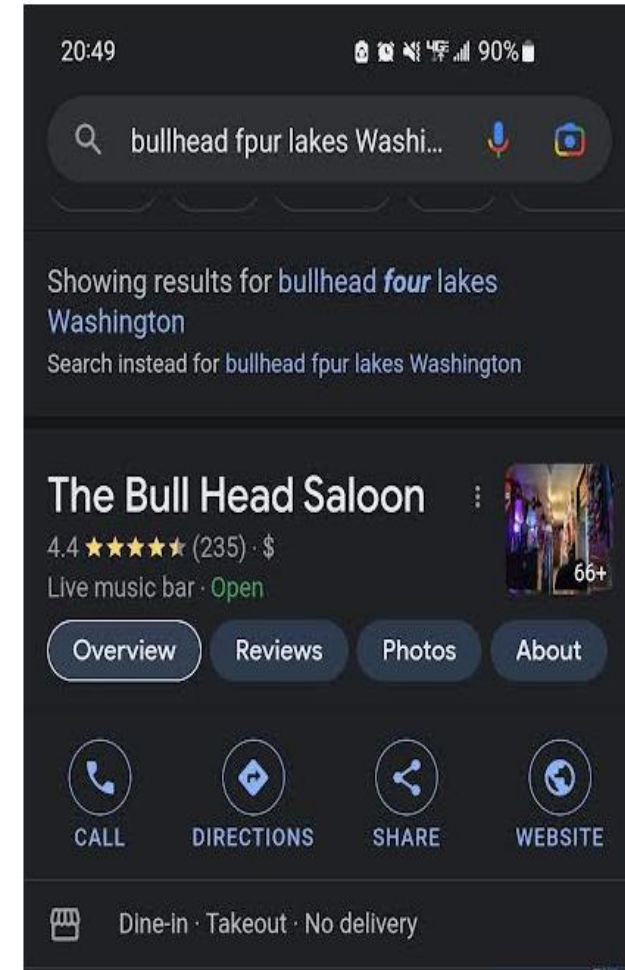 20:49 90%
bullhead fpur lakes Washi...
Showing results for bullhead four lakes
Washington
Search instead for bullhead fpur lakes Washington
The Bull Head Saloon
4.4 (235) · $
66+
Live music bar · Open
Overview Reviews Photos About
CALL DIRECTIONS SHARE WEBSITE
Dine-in · Takeout · No delivery